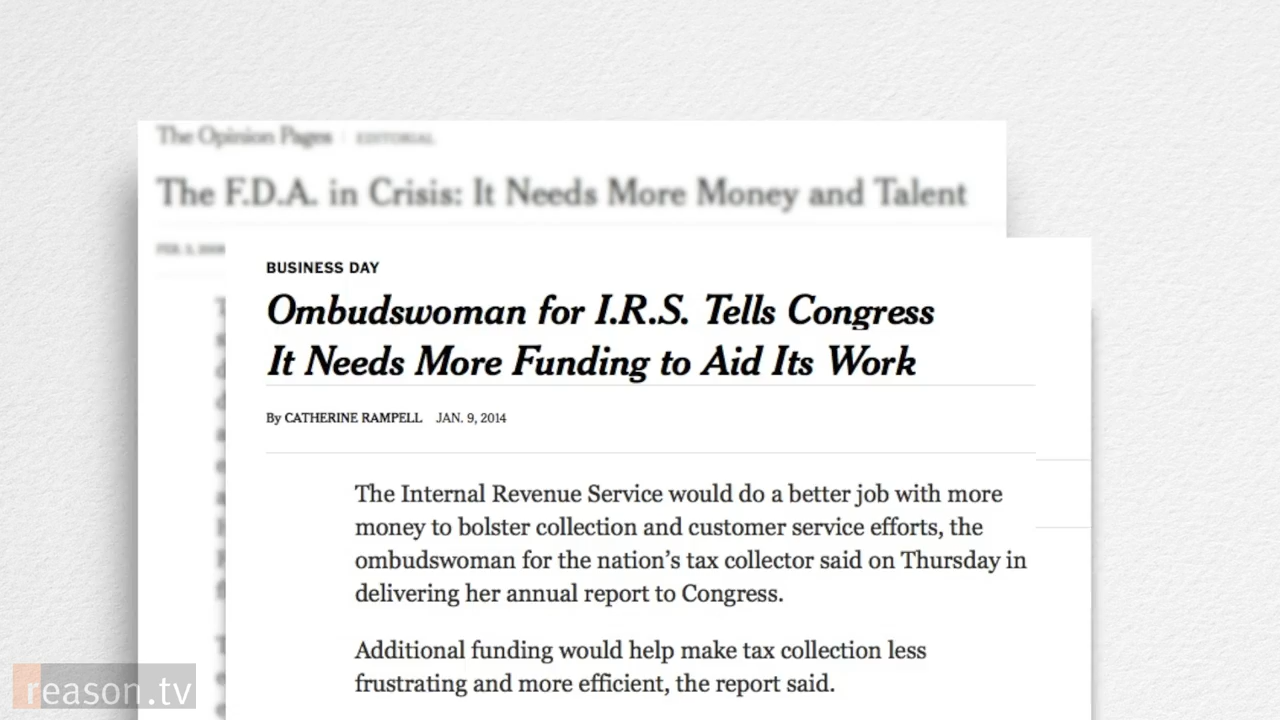 The Opinion Pages | EDITORIAL
The F.D.A. in Crisis: It Needs More Money and Talent
FEB. 3, 2008
BUSINESS DAY
Ombudswoman for I.R.S. Tells Congress
It Needs More Funding to Aid Its Work
By CATHERINE RAMPELL JAN. 9, 2014
The Internal Revenue Service would do a better job with more
money to bolster collection and customer service efforts, the
ombudswoman for the nation's tax collector said on Thursday in
delivering her annual report to Congress.
Additional funding would help make tax collection less
frustrating and more efficient, the report said.
reason.tv